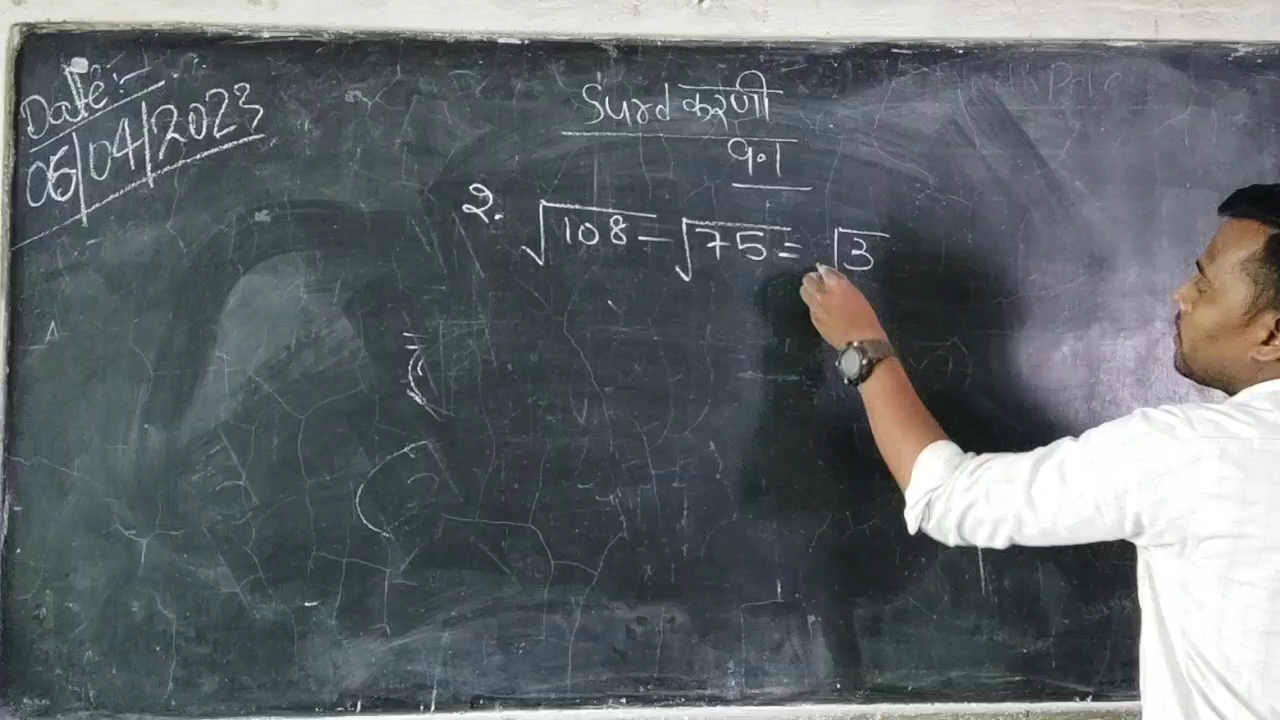 Date:-
06/04/2023
Surd करणी
9.1
2. √108 - √75 = √3